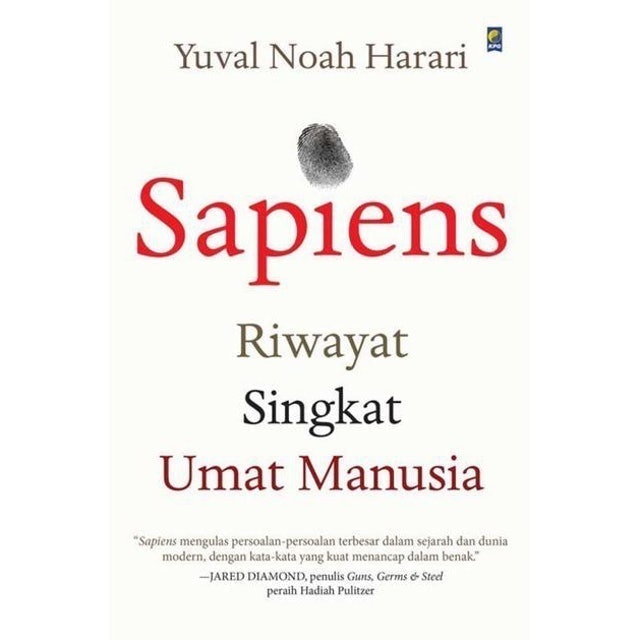 Yuval Noah Harari
KPG
Sapiens
Riwayat
Singkat
Umat Manusia
“Sapiens mengulas persoalan-persoalan terbesar dalam sejarah dan dunia
modern, dengan kata-kata yang kuat menancap dalam benak.”
—JARED DIAMOND, penulis Guns, Germs & Steel
peraih Hadiah Pulitzer